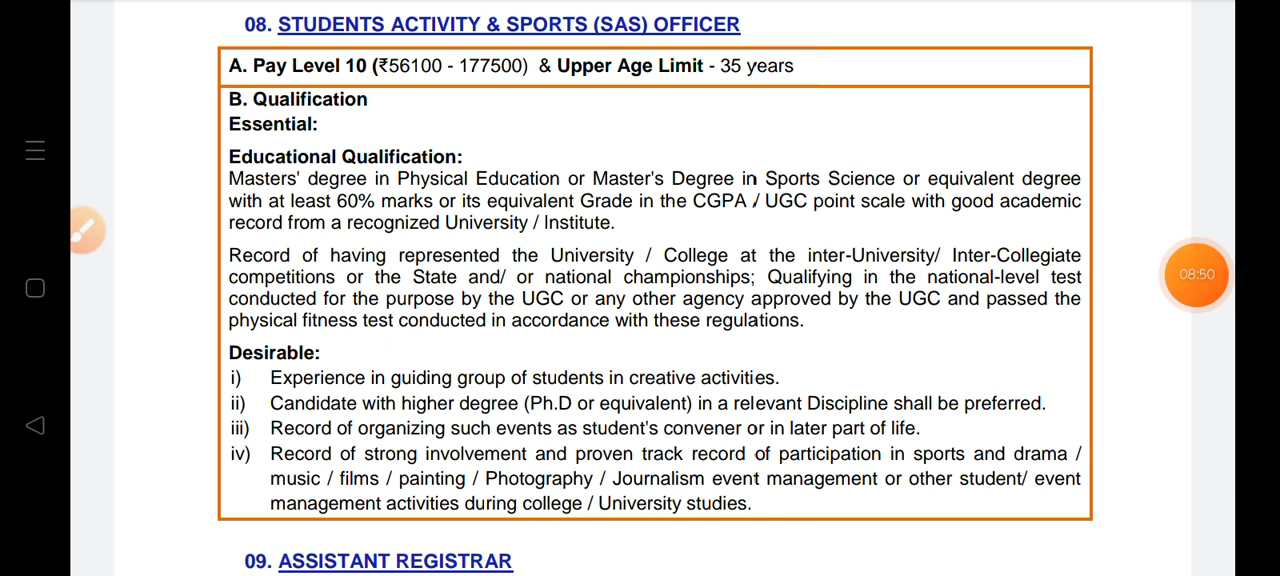 08. STUDENTS ACTIVITY & SPORTS (SAS) OFFICER
A. Pay Level 10 (₹56100 - 177500) & Upper Age Limit - 35 years
B. Qualification
Essential:
Educational Qualification:
Masters' degree in Physical Education or Master's Degree in Sports Science or equivalent degree
with at least 60% marks or its equivalent Grade in the CGPA / UGC point scale with good academic
record from a recognized University / Institute.
Record of having represented the University / College at the inter-University/ Inter-Collegiate
competitions or the State and/ or national championships; Qualifying in the national-level test
conducted for the purpose by the UGC or any other agency approved by the UGC and passed the
physical fitness test conducted in accordance with these regulations.
Desirable:
i) Experience in guiding group of students in creative activities.
ii) Candidate with higher degree (Ph.D or equivalent) in a relevant Discipline shall be preferred.
iii) Record of organizing such events as student's convener or in later part of life.
iv) Record of strong involvement and proven track record of participation in sports and drama /
music / films / painting / Photography / Journalism event management or other student/ event
management activities during college / University studies.
09. ASSISTANT REGISTRAR
08:50